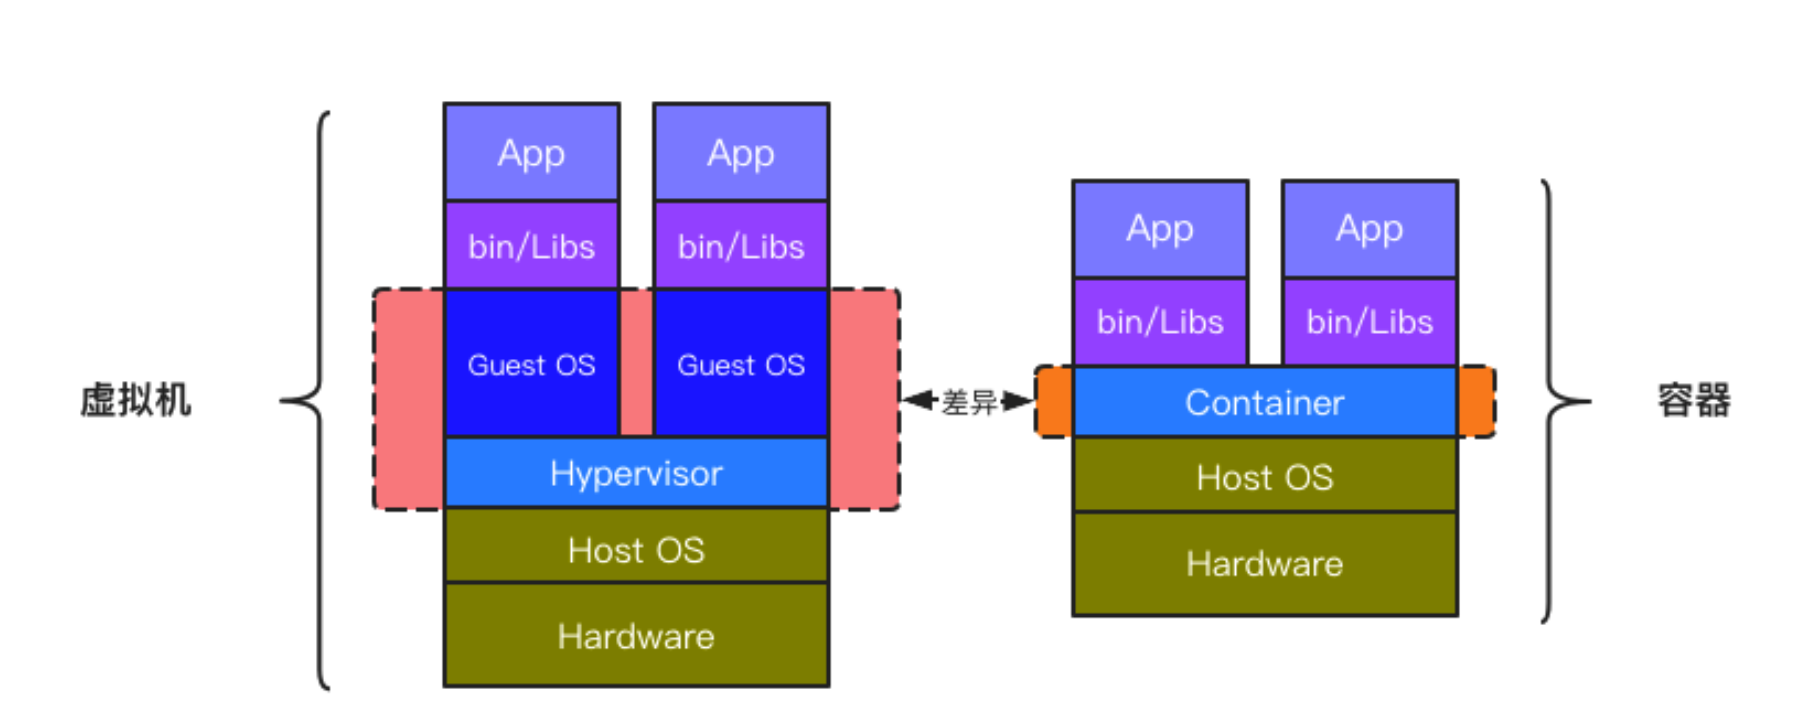 App
App
bin/Libs
bin/Libs
Guest OS
Guest OS
Hypervisor
Host OS
Hardware
虚拟机
差异
App
App
bin/Libs
bin/Libs
Container
Host OS
Hardware
容器